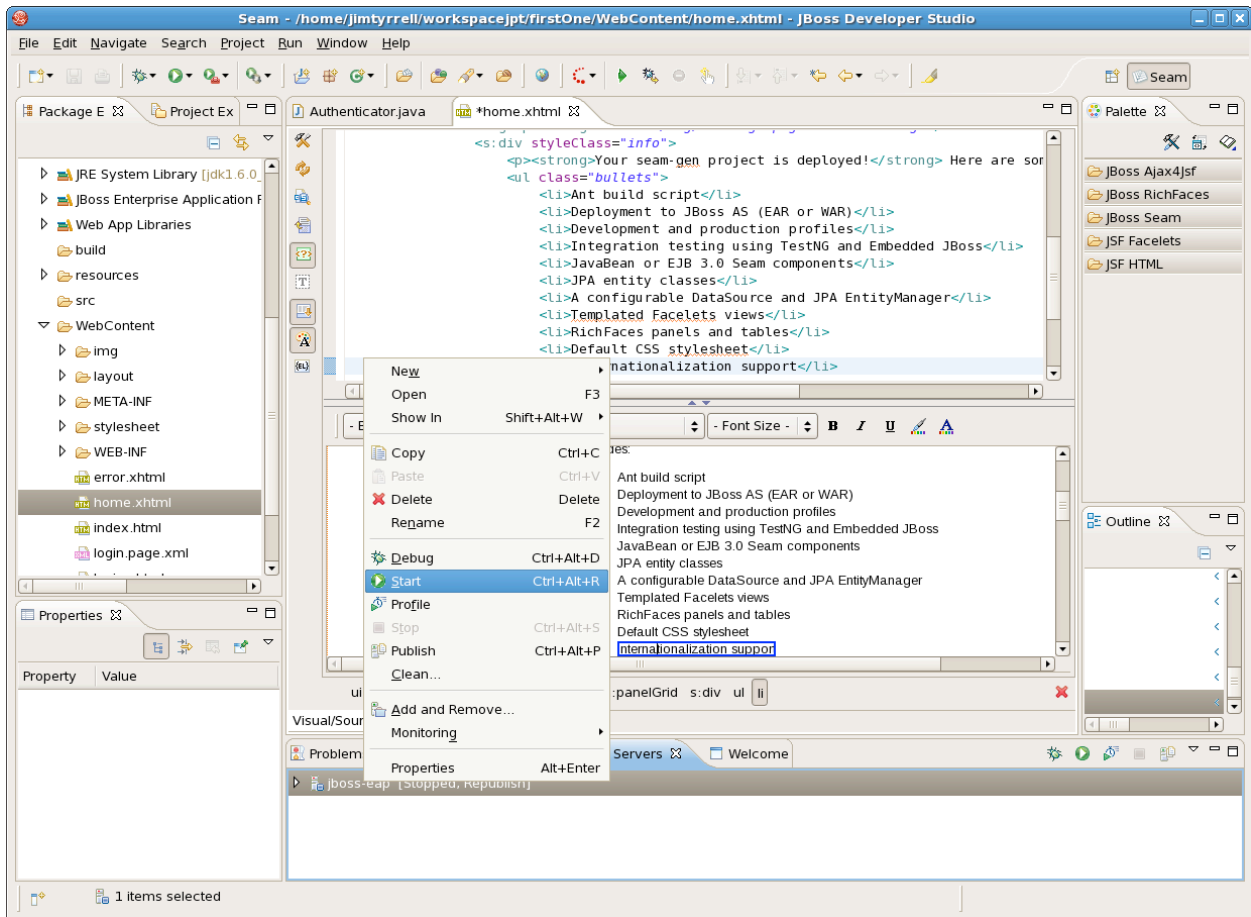 Seam - /home/jimtyrrell/workspacejpt/firstOne/WebContent/home.xhtml - JBoss Developer Studio
File Edit Navigate Search Project Run Window Help
Seam
Package E
Project Ex
JRE System Library [jdk1.6.0_
JBoss Enterprise Application
Web App Libraries
build
resources
src
WebContent
img
layout
META-INF
stylesheet
WEB-INF
error.xhtml
home.xhtml
index.html
login.page.xml
Properties
Property Value
Authenticator.java
*home.xhtml
<s:div styleClass="info">
<p><strong>Your seam-gen project is deployed!</strong> Here are som
<ul class="bullets">
<li>Ant build script</li>
<li>Deployment to JBoss AS (EAR or WAR)</li>
<li>Development and production profiles</li>
<li>Integration testing using TestNG and Embedded JBoss</li>
<li>JavaBean or EJB 3.0 Seam components</li>
<li>JPA entity classes</li>
<li>A configurable DataSource and JPA EntityManager</li>
<li>Templated Facelets views</li>
<li>RichFaces panels and tables</li>
<li>Default CSS stylesheet</li>
nationalization support</li>
- Font Size - B I U A
Ant build script
Deployment to JBoss AS (EAR or WAR)
Development and production profiles
Integration testing using TestNG and Embedded JBoss
JavaBean or EJB 3.0 Seam components
JPA entity classes
A configurable DataSource and JPA EntityManager
Templated Facelets views
RichFaces panels and tables
Default CSS stylesheet
Internationalization support
ui :panelGrid s:div ul li
Visual/Sour
New
Open F3
Show In Shift+Alt+W
Copy Ctrl+C
Paste Ctrl+V
Delete Delete
Rename F2
Debug Ctrl+Alt+D
Start Ctrl+Alt+R
Profile
Stop Ctrl+Alt+S
Publish Ctrl+Alt+P
Clean...
Add and Remove...
Monitoring
Properties Alt+Enter
Palette
JBoss Ajax4Jsf
JBoss RichFaces
JBoss Seam
JSF Facelets
JSF HTML
Outline
Problem
Servers
Welcome
jboss-eap [Stopped, Republish]
1 items selected